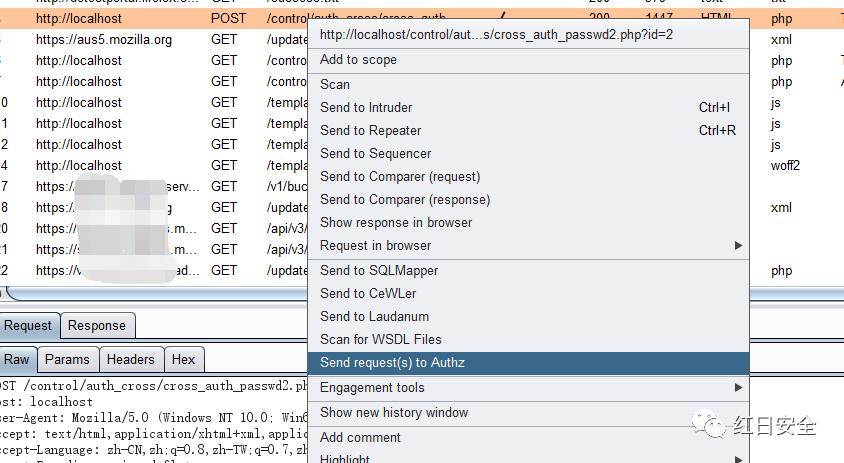 http://localhost POST /control/auth_cross/cross_auth 200 1447 HTML php
https://aus5.mozilla.org GET /update xml
http://localhost GET /contro php
http://localhost GET /contro php
0 http://localhost GET /templa js
1 http://localhost GET /templa js
2 http://localhost GET /templa js
4 http://localhost GET /templa woff2
7 https:/ serv... GET /v1/buc
8 https:/ g GET /update xml
20 https:/ s.m... GET /api/v3/
21 https://s .m... GET /api/v3/
22 https://v ad... GET /update php
http://localhost/control/aut...s/cross_auth_passwd2.php?id=2
Add to scope
Scan
Send to Intruder Ctrl+I
Send to Repeater Ctrl+R
Send to Sequencer
Send to Comparer (request)
Send to Comparer (response)
Show response in browser
Request in browser
Send to SQLMapper
Send to CeWLer
Send to Laudanum
Scan for WSDL Files
Send request(s) to Authz
Engagement tools
Show new history window
Add comment
Highlight
Request Response
Raw Params Headers Hex
OST /control/auth_cross/cross_auth_passwd2.ph
ost: localhost
ser-Agent: Mozilla/5.0 (Windows NT 10.0; Win6
ccept: text/html,application/xhtml+xml,applic
ccept-Language: zh-CN,zh;q=0.8,zh-TW;q=0.7,zh
红日安全